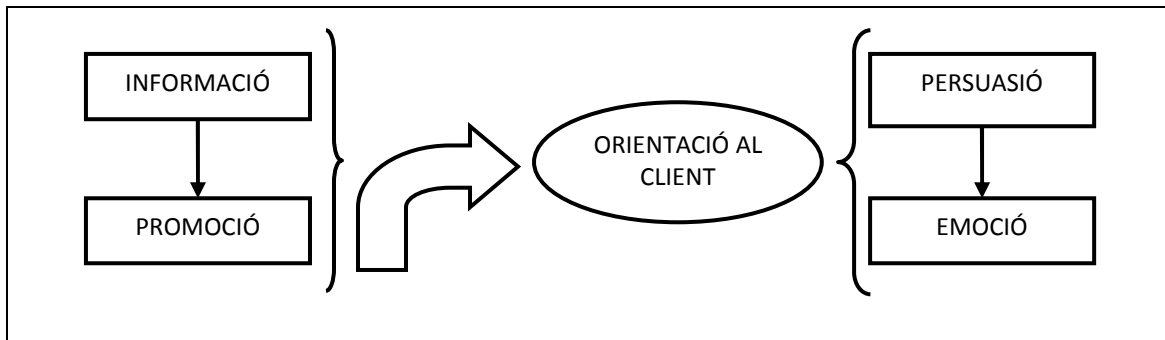 INFORMACIÓ
PROMOCIÓ
ORIENTACIÓ AL
CLIENT
PERSUASIÓ
EMOCIÓ